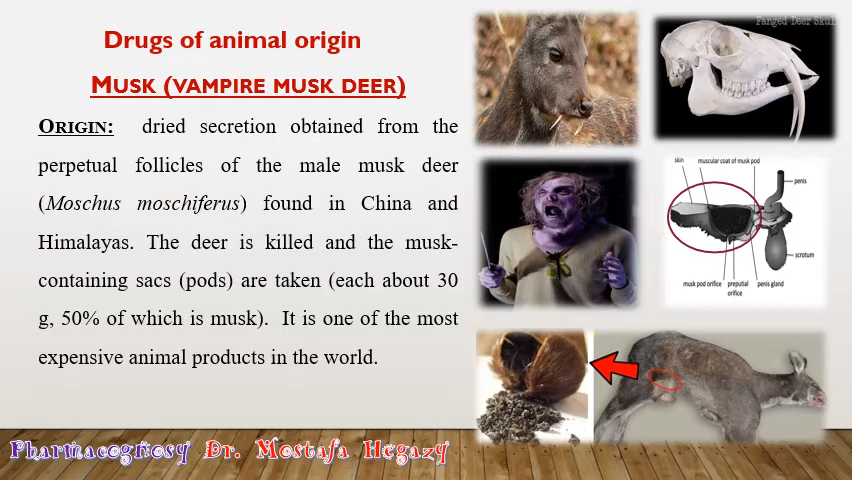 Drugs of animal origin
MUSK (VAMPIRE MUSK DEER)
ORIGIN: dried secretion obtained from the
perpetual follicles of the male musk deer
(Moschus moschiferus) found in China and
Himalayas. The deer is killed and the musk-
containing sacs (pods) are taken (each about 30
g, 50% of which is musk). It is one of the most
expensive animal products in the world.
Fanged Deer Skull
skin
muscular coat of musk pod
penis
scrotum
musk pod orifice
preputial
orifice
penis gland
Pharmacognosy Dr. Mostafa Hegazy